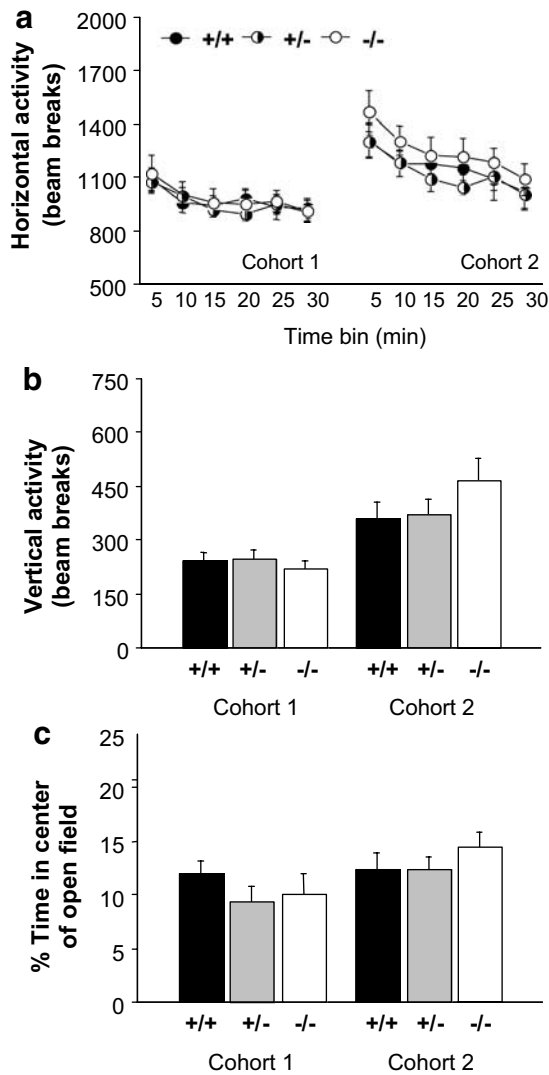 a
Horizontal activity
(beam breaks)
2000
1700
1400
1100
800
500
+/+ +/- -/-
Cohort 1 Cohort 2
5 10 15 20 25 30 5 10 15 20 25 30
Time bin (min)
b
Vertical activity
(beam breaks)
750
600
450
300
150
0
+/+ +/- -/- +/+ +/- -/-
Cohort 1 Cohort 2
c
% Time in center
of open field
25
20
15
10
5
0
+/+ +/- -/- +/+ +/- -/-
Cohort 1 Cohort 2